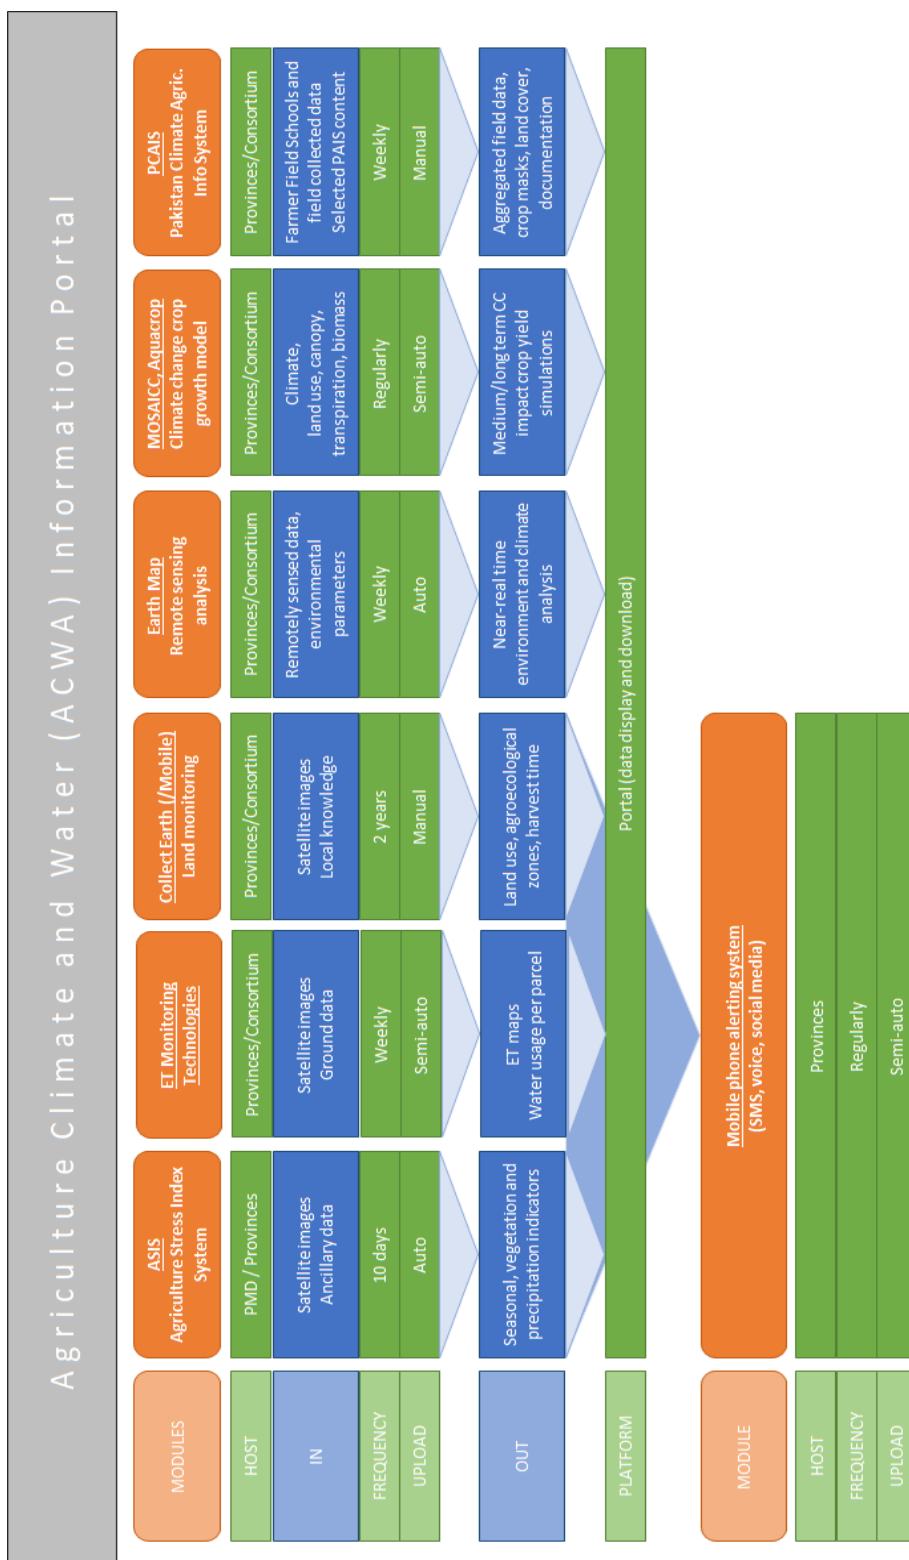 Agriculture Climate and Water (ACWA) Information Portal
MODULES
ASIS
Agriculture Stress Index
System
ET Monitoring
Technologies
Collect Earth (/Mobile)
Land monitoring
Earth Map
Remote sensing
analysis
MOSAICC, Aquacrop
Climate change crop
growth model
PCAIS
Pakistan Climate Agric.
Info System
HOST
PMD / Provinces
Provinces/Consortium
Provinces/Consortium
Provinces/Consortium
Provinces/Consortium
Provinces/Consortium
IN
Satellite images
Ancillary data
Satellite images
Ground data
Satellite images
Local knowledge
Remotely sensed data,
environmental
parameters
Climate,
land use, canopy,
transpiration, biomass
Farmer Field Schools and
field collected data
Selected PAIS content
FREQUENCY
10 days
Weekly
2 years
Weekly
Regularly
Weekly
UPLOAD
Auto
Semi-auto
Manual
Auto
Semi-auto
Manual
OUT
Seasonal, vegetation and
precipitation indicators
ET maps
Water usage per parcel
Land use, agroecological
zones, harvest time
Near-real time
environment and climate
analysis
Medium/long term CC
impact crop yield
simulations
Aggregated field data,
crop masks, land cover,
documentation
PLATFORM
Portal (data display and download)
MODULE
Mobile phone alerting system
(SMS, voice, social media)
HOST
Provinces
FREQUENCY
Regularly
UPLOAD
Semi-auto